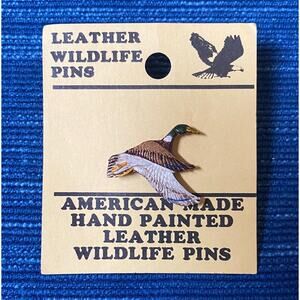 LEATHER
WILDLIFE
PINS
AMERICAN MADE
HAND PAINTED
LEATHER
WILDLIFE PINS